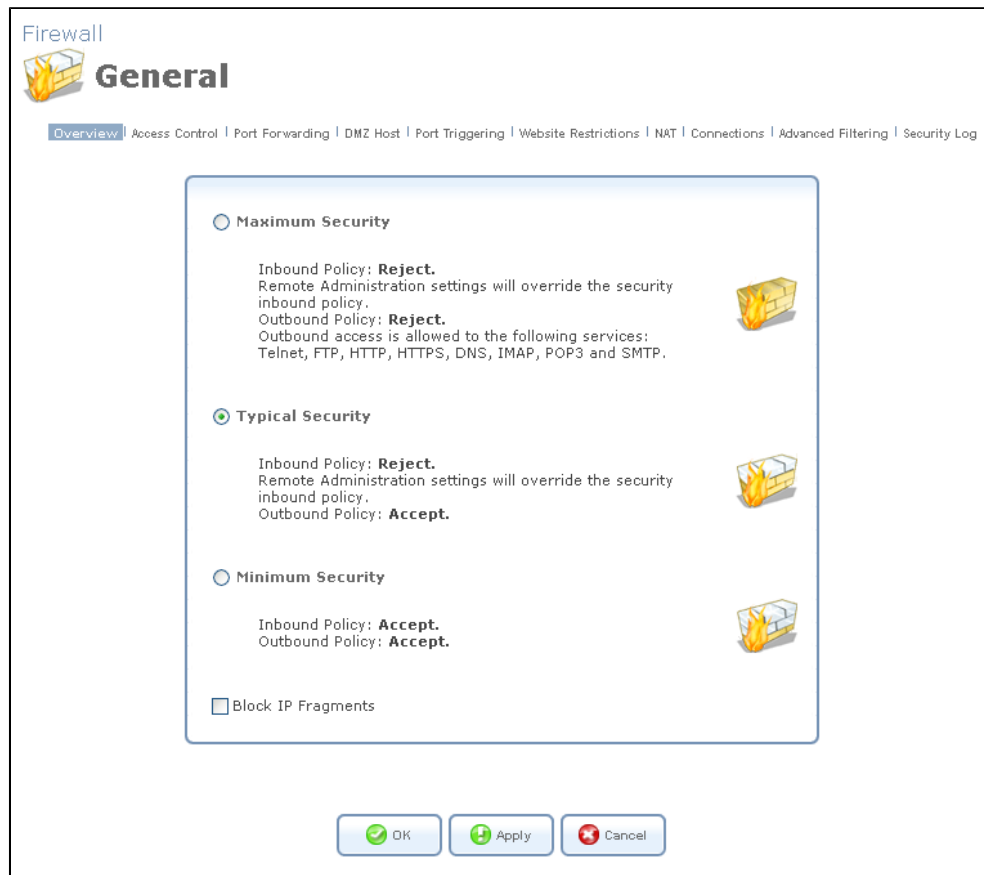 Firewall
General
Overview | Access Control | Port Forwarding | DMZ Host | Port Triggering | Website Restrictions | NAT | Connections | Advanced Filtering | Security Log
Maximum Security
Inbound Policy: Reject.
Remote Administration settings will override the security
inbound policy.
Outbound Policy: Reject.
Outbound access is allowed to the following services:
Telnet, FTP, HTTP, HTTPS, DNS, IMAP, POP3 and SMTP.
Typical Security
Inbound Policy: Reject.
Remote Administration settings will override the security
inbound policy.
Outbound Policy: Accept.
Minimum Security
Inbound Policy: Accept.
Outbound Policy: Accept.
Block IP Fragments
OK Apply Cancel